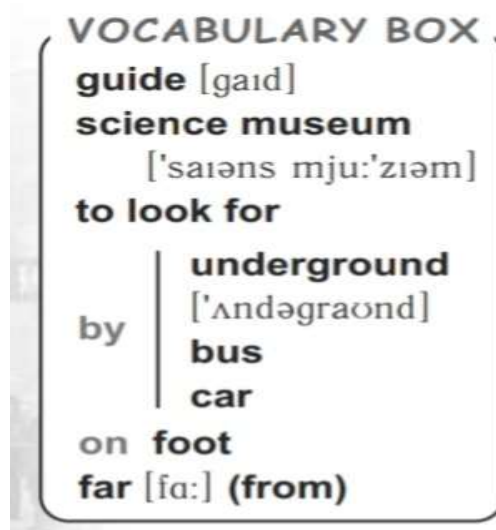 VOCABULARY BOX
guide [gaɪd]
science museum
['saɪəns mju:'zɪəm]
to look for
by
underground
['ʌndəgraʊnd]
bus
car
on foot
far [fɑ:] (from)